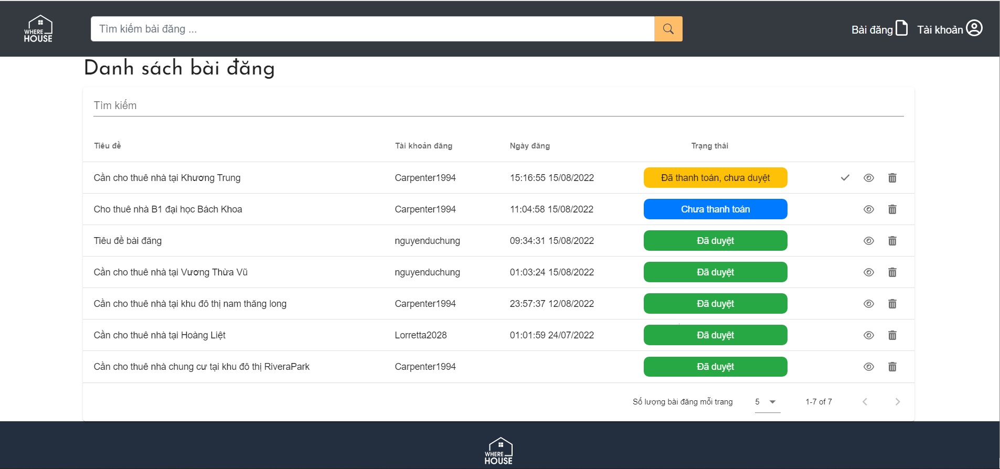 WHERE
HOUSE
Tìm kiếm bài đăng ...
Bài đăng
Tài khoản
Danh sách bài đăng
Tìm kiếm
Tiêu đề Tài khoản đăng Ngày đăng Trạng thái
Cần cho thuê nhà tại Khương Trung Carpenter1994 15:16:55 15/08/2022 Đã thanh toán, chưa duyệt
Cho thuê nhà B1 đại học Bách Khoa Carpenter1994 11:04:58 15/08/2022 Chưa thanh toán
Tiêu đề bài đăng nguyenduchung 09:34:31 15/08/2022 Đã duyệt
Cần cho thuê nhà tại Vương Thừa Vũ nguyenduchung 01:03:24 15/08/2022 Đã duyệt
Cần cho thuê nhà tại khu đô thị nam thăng long Carpenter1994 23:57:37 12/08/2022 Đã duyệt
Cần cho thuê nhà tại Hoàng Liệt Lorretta2028 01:01:59 24/07/2022 Đã duyệt
Cần cho thuê nhà chung cư tại khu đô thị RiveraPark Carpenter1994 Đã duyệt
Số lượng bài đăng mỗi trang 5 1-7 of 7
WHERE
HOUSE